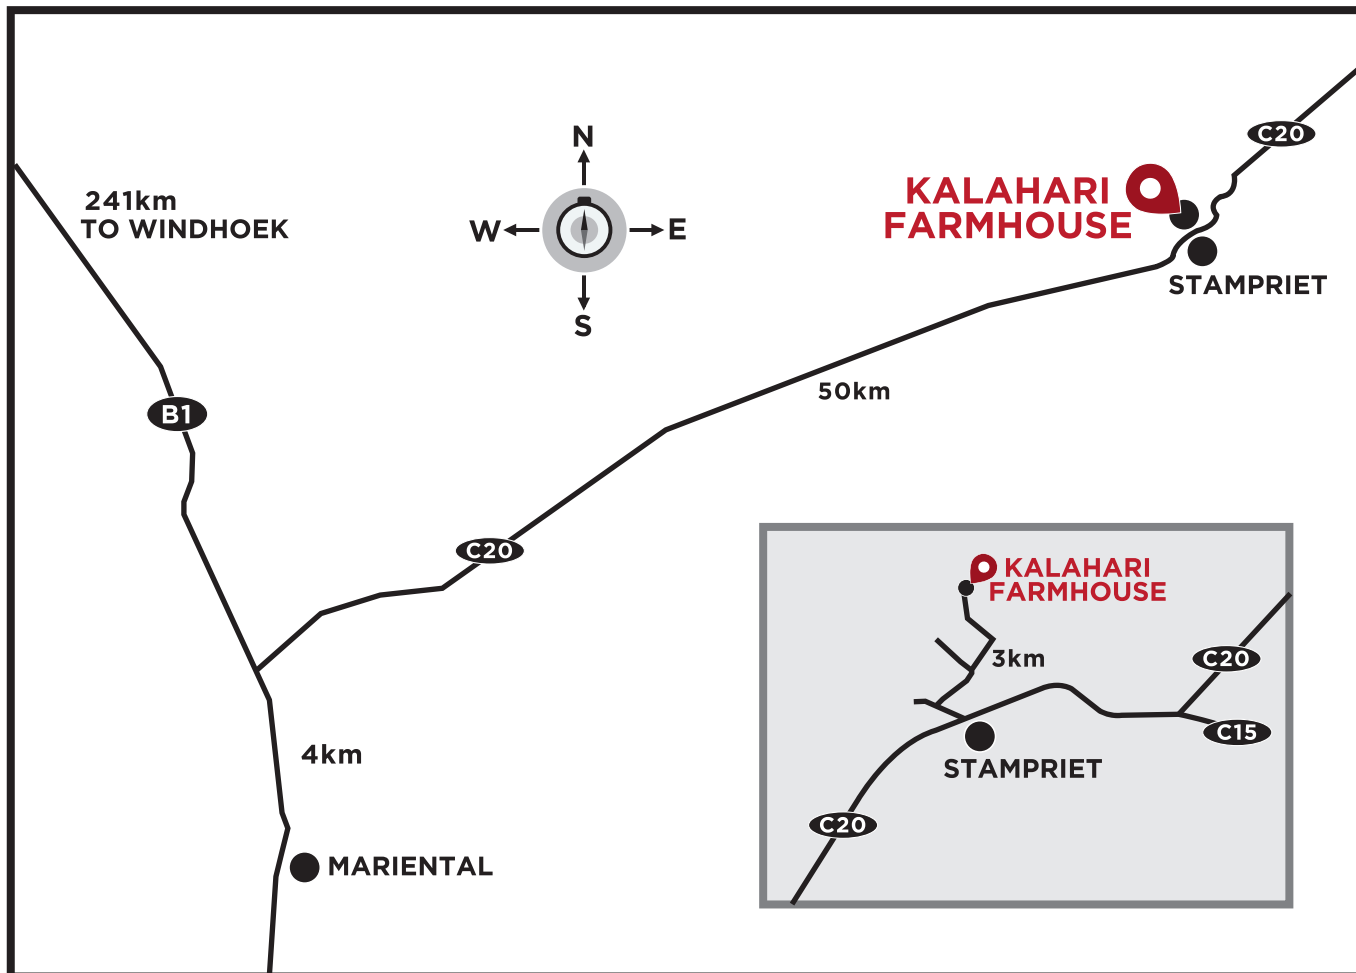 C20
N
241km
TO WINDHOEK
W
E
S
KALAHARI
FARMHOUSE
STAMPRIET
50km
B1
C20
4km
MARIENTAL
KALAHARI
FARMHOUSE
3km
C20
C15
STAMPRIET
C20